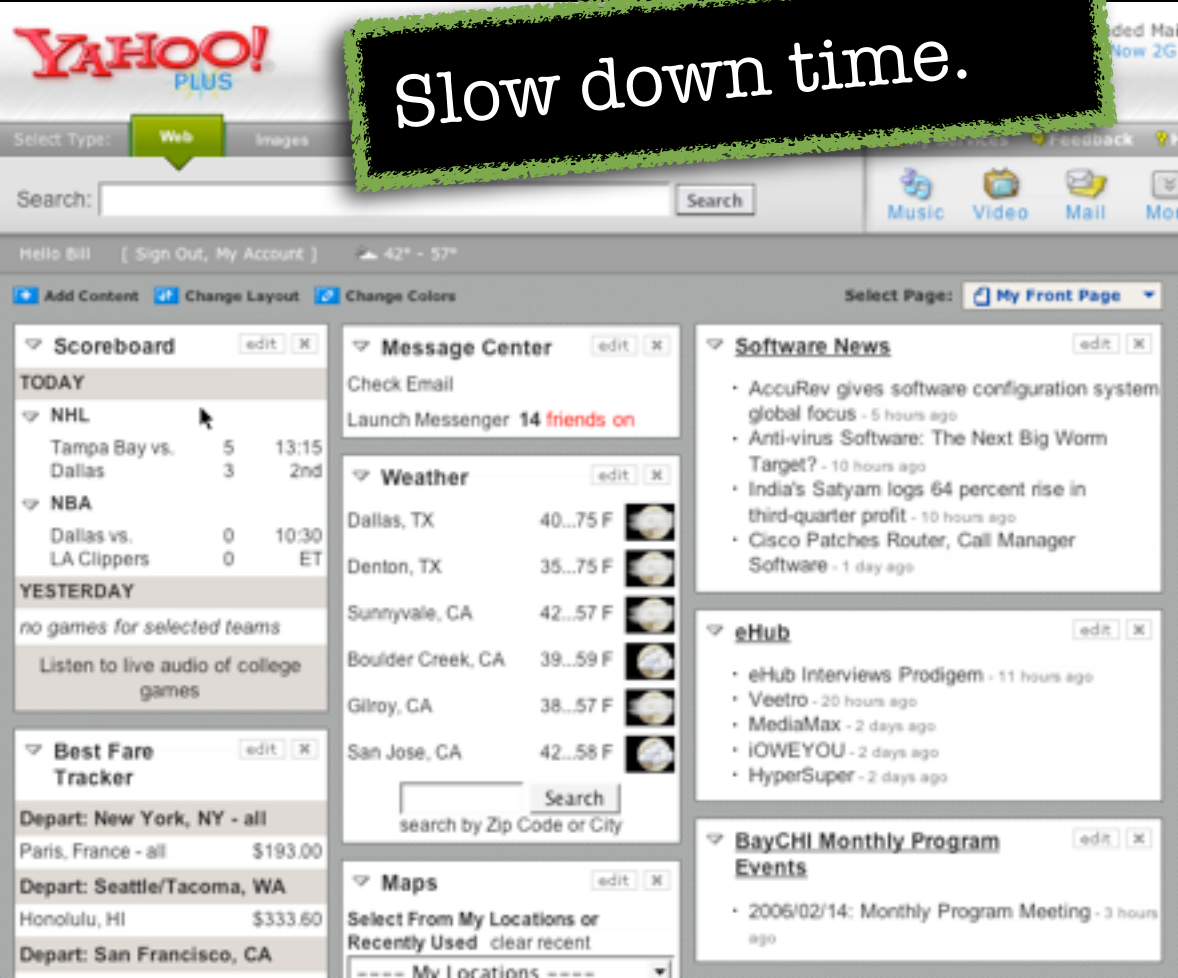 YAHOO!
PLUS
Slow down time.
ded Mai
Now 2G
Select Type: Web Images
Services Feedback
Search: Search
Music Video Mail Mor
Hello Bill [ Sign Out, My Account ] 42° - 57°
Add Content Change Layout Change Colors Select Page: My Front Page
Scoreboard edit
TODAY
NHL
Tampa Bay vs. 5 13:15
Dallas 3 2nd
NBA
Dallas vs. 0 10:30
LA Clippers 0 ET
YESTERDAY
no games for selected teams
Listen to live audio of college
games
Best Fare edit
Tracker
Depart: New York, NY - all
Paris, France - all $193.00
Depart: Seattle/Tacoma, WA
Honolulu, HI $333.60
Depart: San Francisco, CA
Message Center edit
Check Email
Launch Messenger 14 friends on
Weather edit
Dallas, TX 40...75 F
Denton, TX 35...75 F
Sunnyvale, CA 42...57 F
Boulder Creek, CA 39...59 F
Gilroy, CA 38...57 F
San Jose, CA 42...58 F
Search
search by Zip Code or City
Maps edit
Select From My Locations or
Recently Used clear recent
---- My Locations ----
Software News edit
· AccuRev gives software configuration system
global focus - 5 hours ago
· Anti-virus Software: The Next Big Worm
Target? - 10 hours ago
· India's Satyam logs 64 percent rise in
third-quarter profit - 10 hours ago
· Cisco Patches Router, Call Manager
Software - 1 day ago
eHub edit
· eHub Interviews Prodigem - 11 hours ago
· Veetro - 20 hours ago
· MediaMax - 2 days ago
· iOWEYOU - 2 days ago
· HyperSuper - 2 days ago
BayCHI Monthly Program edit
Events
· 2006/02/14: Monthly Program Meeting - 3 hours
ago